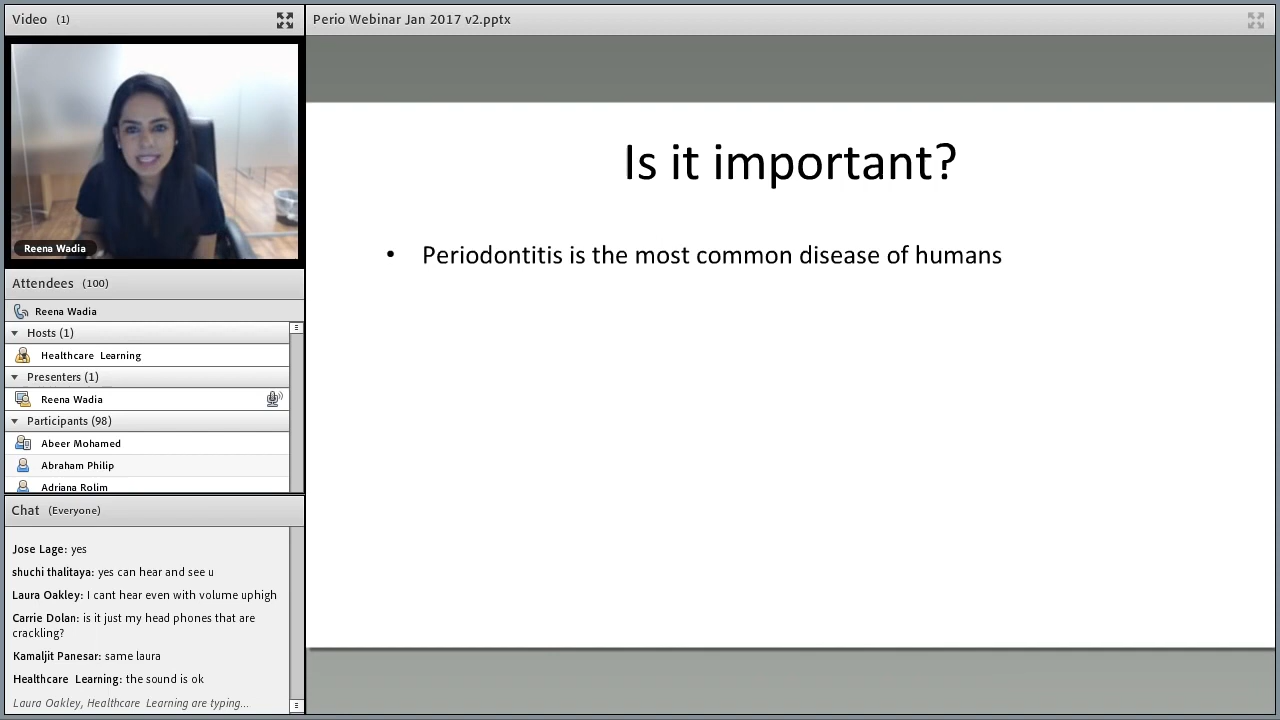 Video (1)
Perio Webinar Jan 2017 v2.pptx
Reena Wadia
Attendees (100)
Reena Wadia
Hosts (1)
Healthcare Learning
Presenters (1)
Reena Wadia
Participants (98)
Abeer Mohamed
Abraham Philip
Adriana Rolim
Chat (Everyone)
Jose Lage: yes
shuchi thalitaya: yes can hear and see u
Laura Oakley: I cant hear even with volume uphigh
Carrie Dolan: is it just my head phones that are
crackling?
Kamaljit Panesar: same laura
Healthcare Learning: the sound is ok
Laura Oakley, Healthcare Learning are typing...
Is it important?
• Periodontitis is the most common disease of humans